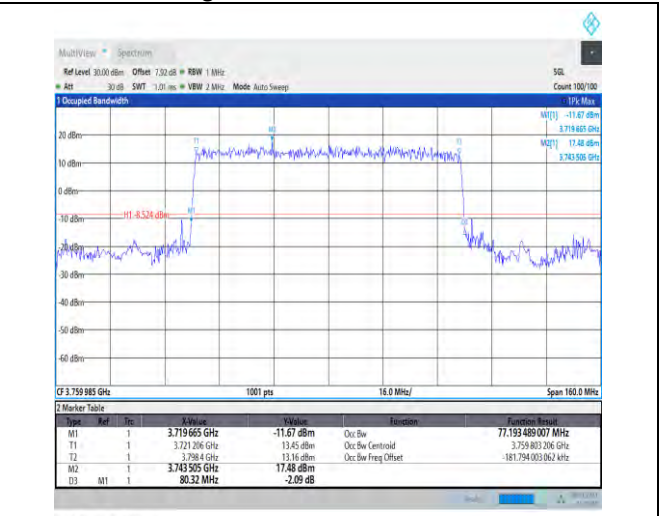 MultiView Spectrum
Ref Level 30.00 dBm Offset 7.92 dB RBW 1 MHz SGL
Att 30 dB SWT 1.01 ms VBW 2 MHz Mode Auto Sweep Count 100/100
1 Occupied Bandwidth 1Pk Max
M1[1] -11.67 dBm
3.719 665 GHz
M2[1] 17.48 dBm
3.743 505 GHz
20 dBm
M2
T1
10 dBm
0 dBm
M1
H1 -8.524 dBm
-10 dBm
D3
-20 dBm
-30 dBm
-40 dBm
-50 dBm
-60 dBm
CF 3.759 985 GHz 1001 pts 16.0 MHz/ Span 160.0 MHz
2 Marker Table
Type Ref Trc X-Value Y-Value Function Function Result
M1 1 3.719 665 GHz -11.67 dBm Occ Bw 77.193 489 007 MHz
T1 1 3.721 206 GHz 13.45 dBm Occ Bw Centroid 3.759 803 206 GHz
T2 1 3.798 4 GHz 13.16 dBm Occ Bw Freq Offset -181.794 003 062 kHz
M2 1 3.743 505 GHz 17.48 dBm
D3 M1 1 80.32 MHz -2.09 dB